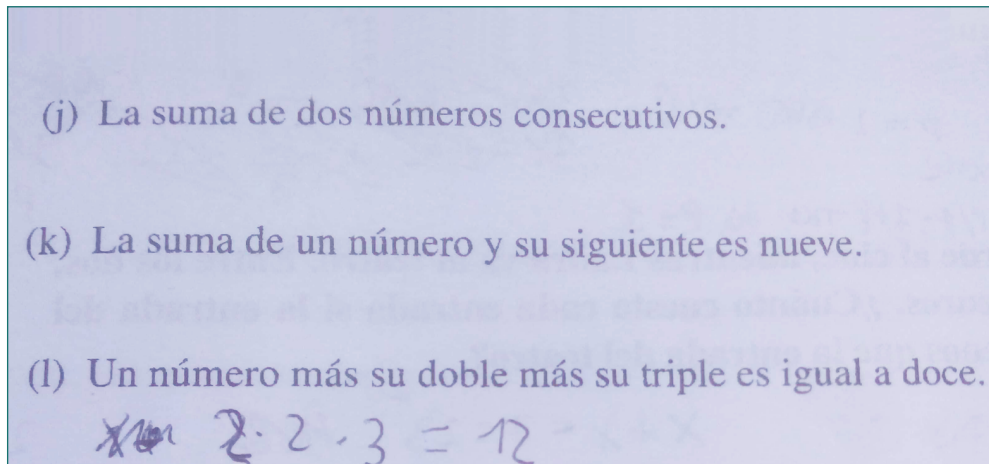 (j) La suma de dos números consecutivos.
(k) La suma de un número y su siguiente es nueve.
(l) Un número más su doble más su triple es igual a doce.
2 · 2 · 3 = 12